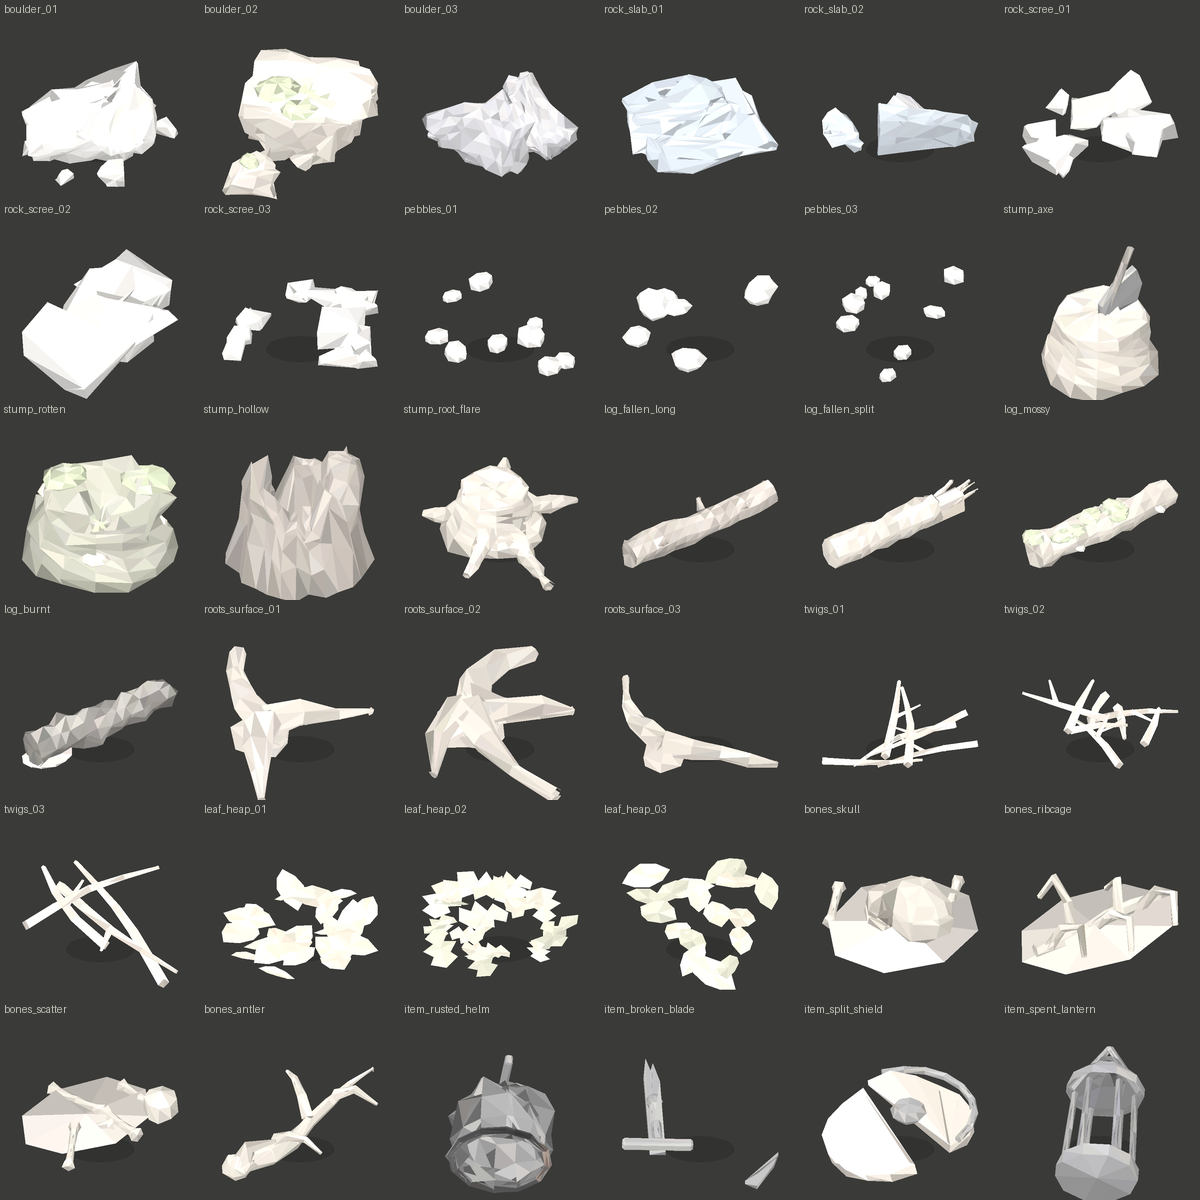 boulder_01 boulder_02 boulder_03 rock_slab_01 rock_slab_02 rock_scree_01
rock_scree_02 rock_scree_03 pebbles_01 pebbles_02 pebbles_03 stump_axe
stump_rotten stump_hollow stump_root_flare log_fallen_long log_fallen_split log_mossy
log_burnt roots_surface_01 roots_surface_02 roots_surface_03 twigs_01 twigs_02
twigs_03 leaf_heap_01 leaf_heap_02 leaf_heap_03 bones_skull bones_ribcage
bones_scatter bones_antler item_rusted_helm item_broken_blade item_split_shield item_spent_lantern